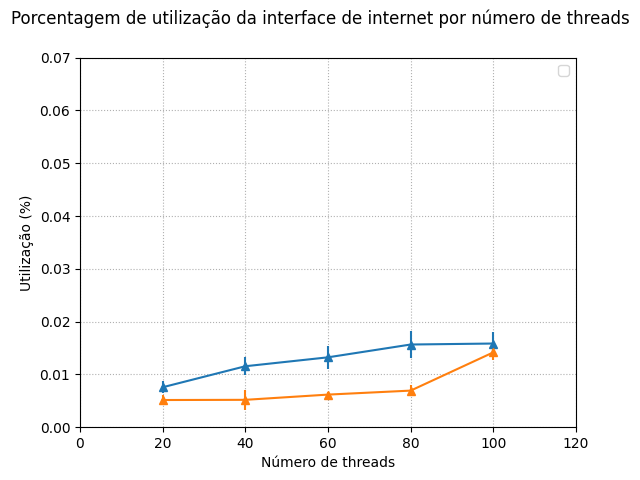 Porcentagem de utilização da interface de internet por número de threads
0.07
0.06
0.05
0.04
0.03
0.02
0.01
0.00
Utilização (%)
0 20 40 60 80 100 120
Número de threads